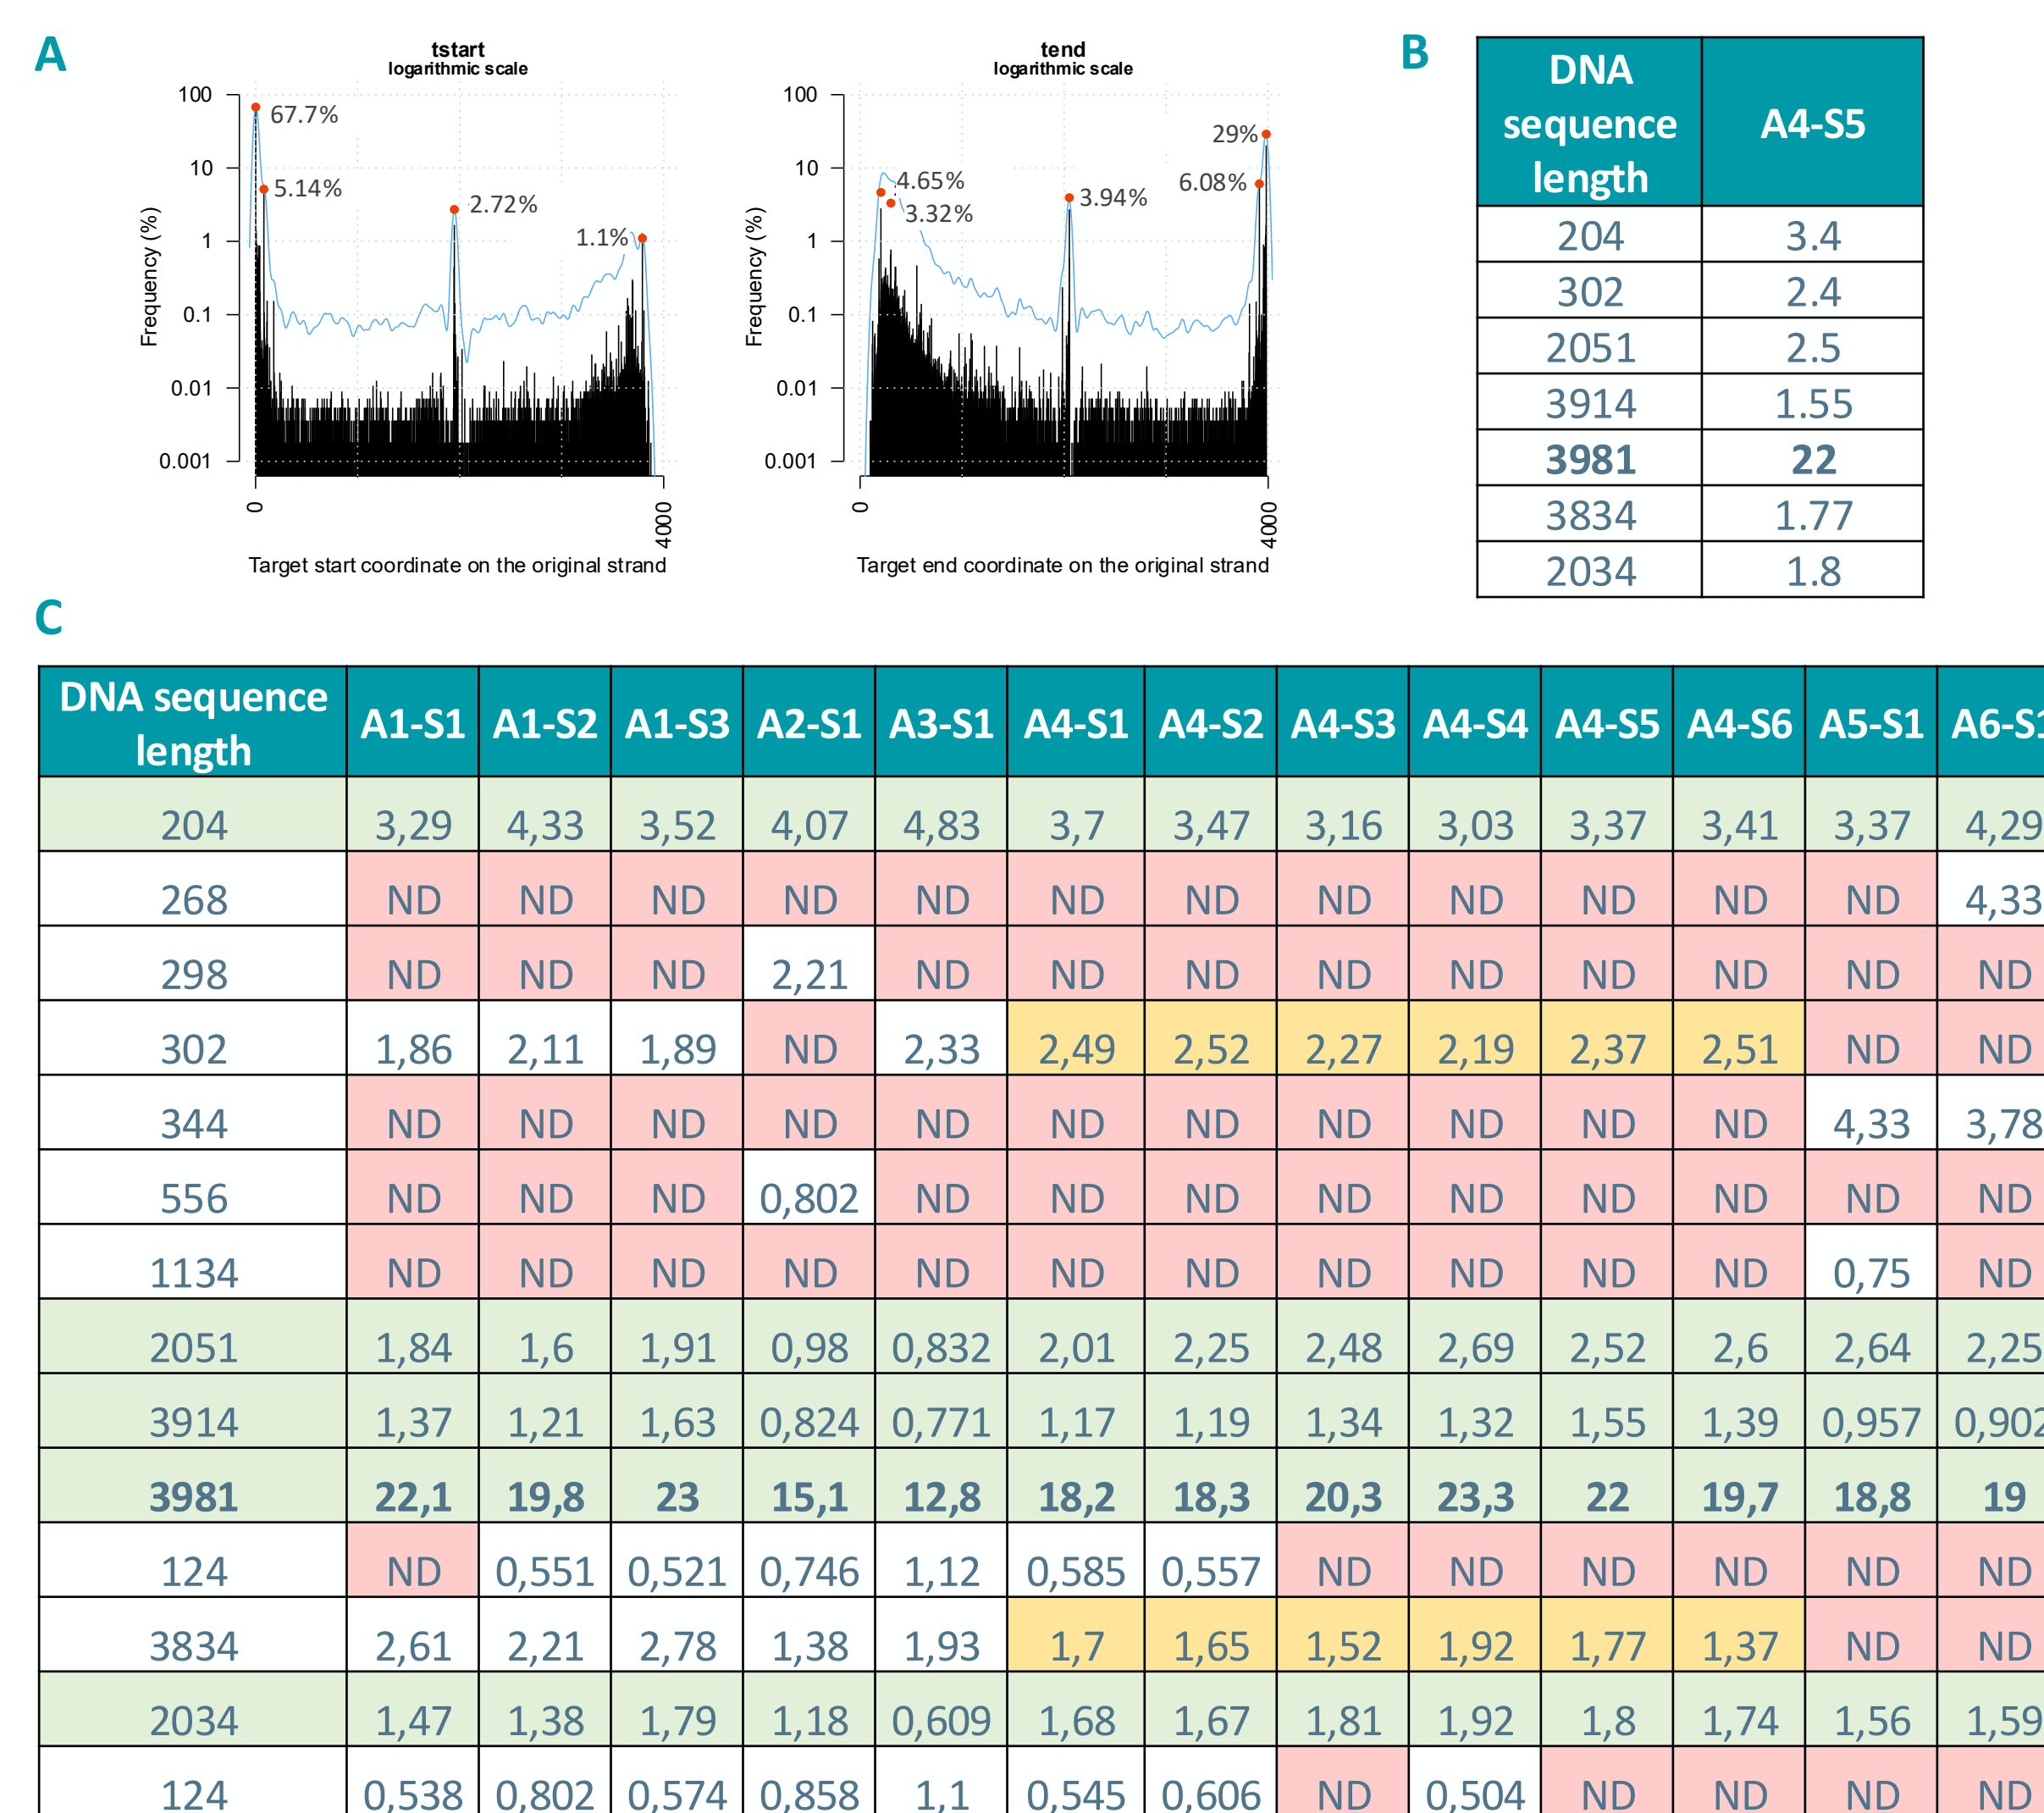 A
tstart
logarithmic scale
100
10
1
0.1
0.01
0.001
Frequency (%)
67.7%
5.14%
2.72%
1.1%
0
4000
Target start coordinate on the original strand
tend
logarithmic scale
100
10
1
0.1
0.01
0.001
Frequency (%)
4.65%
3.32%
3.94%
29%
6.08%
0
4000
Target end coordinate on the original strand
B
DNA sequence length A4-S5
204 3.4
302 2.4
2051 2.5
3914 1.55
3981 22
3834 1.77
2034 1.8
C
DNA sequence length A1-S1 A1-S2 A1-S3 A2-S1 A3-S1 A4-S1 A4-S2 A4-S3 A4-S4 A4-S5 A4-S6 A5-S1 A6-S1
204 3,29 4,33 3,52 4,07 4,83 3,7 3,47 3,16 3,03 3,37 3,41 3,37 4,29
268 ND ND ND ND ND ND ND ND ND ND ND ND 4,33
298 ND ND ND 2,21 ND ND ND ND ND ND ND ND ND
302 1,86 2,11 1,89 ND 2,33 2,49 2,52 2,27 2,19 2,37 2,51 ND ND
344 ND ND ND ND ND ND ND ND ND ND ND 4,33 3,78
556 ND ND ND 0,802 ND ND ND ND ND ND ND ND ND
1134 ND ND ND ND ND ND ND ND ND ND ND 0,75 ND
2051 1,84 1,6 1,91 0,98 0,832 2,01 2,25 2,48 2,69 2,52 2,6 2,64 2,25
3914 1,37 1,21 1,63 0,824 0,771 1,17 1,19 1,34 1,32 1,55 1,39 0,957 0,902
3981 22,1 19,8 23 15,1 12,8 18,2 18,3 20,3 23,3 22 19,7 18,8 19
124 ND 0,551 0,521 0,746 1,12 0,585 0,557 ND ND ND ND ND ND
3834 2,61 2,21 2,78 1,38 1,93 1,7 1,65 1,52 1,92 1,77 1,37 ND ND
2034 1,47 1,38 1,79 1,18 0,609 1,68 1,67 1,81 1,92 1,8 1,74 1,56 1,59
124 0,538 0,802 0,574 0,858 1,1 0,545 0,606 ND 0,504 ND ND ND ND